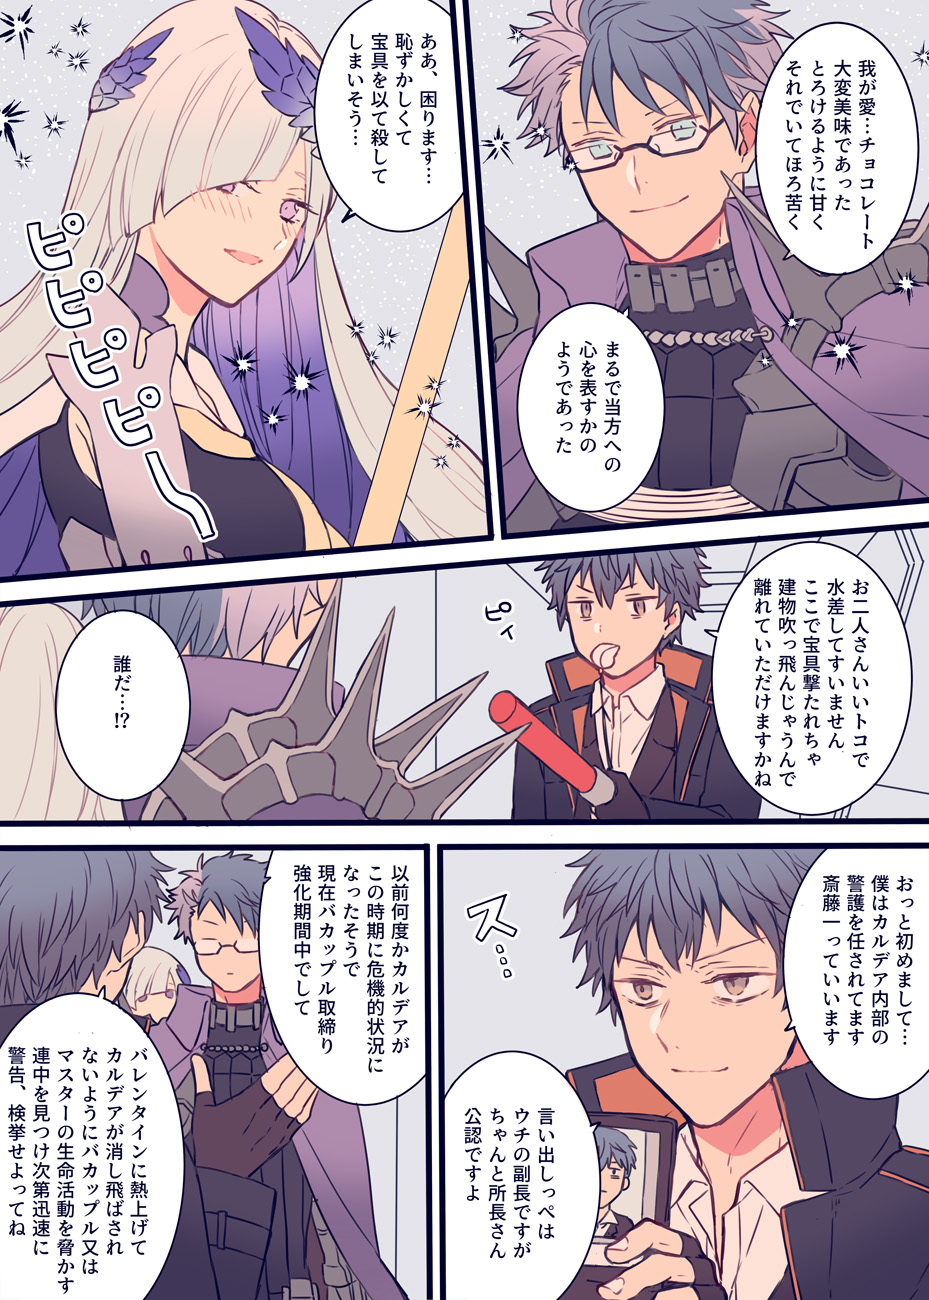 我が愛…チョコレート
大変美味であった
とろけるように甘く
それでいてほろ苦く
まるで当方への
心を表すかの
ようであった
ああ、困ります…
恥ずかしくて
宝具を以て殺して
しまいそう…
ピピピピピー〜
お二人さんいいトコで
水差してすいません
ここで宝具撃たれちゃ
建物吹っ飛んじゃうんで
離れていただけますかね
ピィ
誰だ…!?
おっと初めまして…
僕はカルデア内部の
警護を任されてます
斎藤一っていいます
ス…
言い出しっぺは
ウチの副長ですが
ちゃんと所長さん
公認ですよ
以前何度かカルデアが
この時期に危機的状況に
なったそうで
現在バカップル取締り
強化期間中でして
バレンタインに熱上げて
カルデアが消し飛ばされ
ないようにバカップル又は
マスターの生命活動を脅かす
連中を見つけ次第迅速に
警告、検挙せよってね